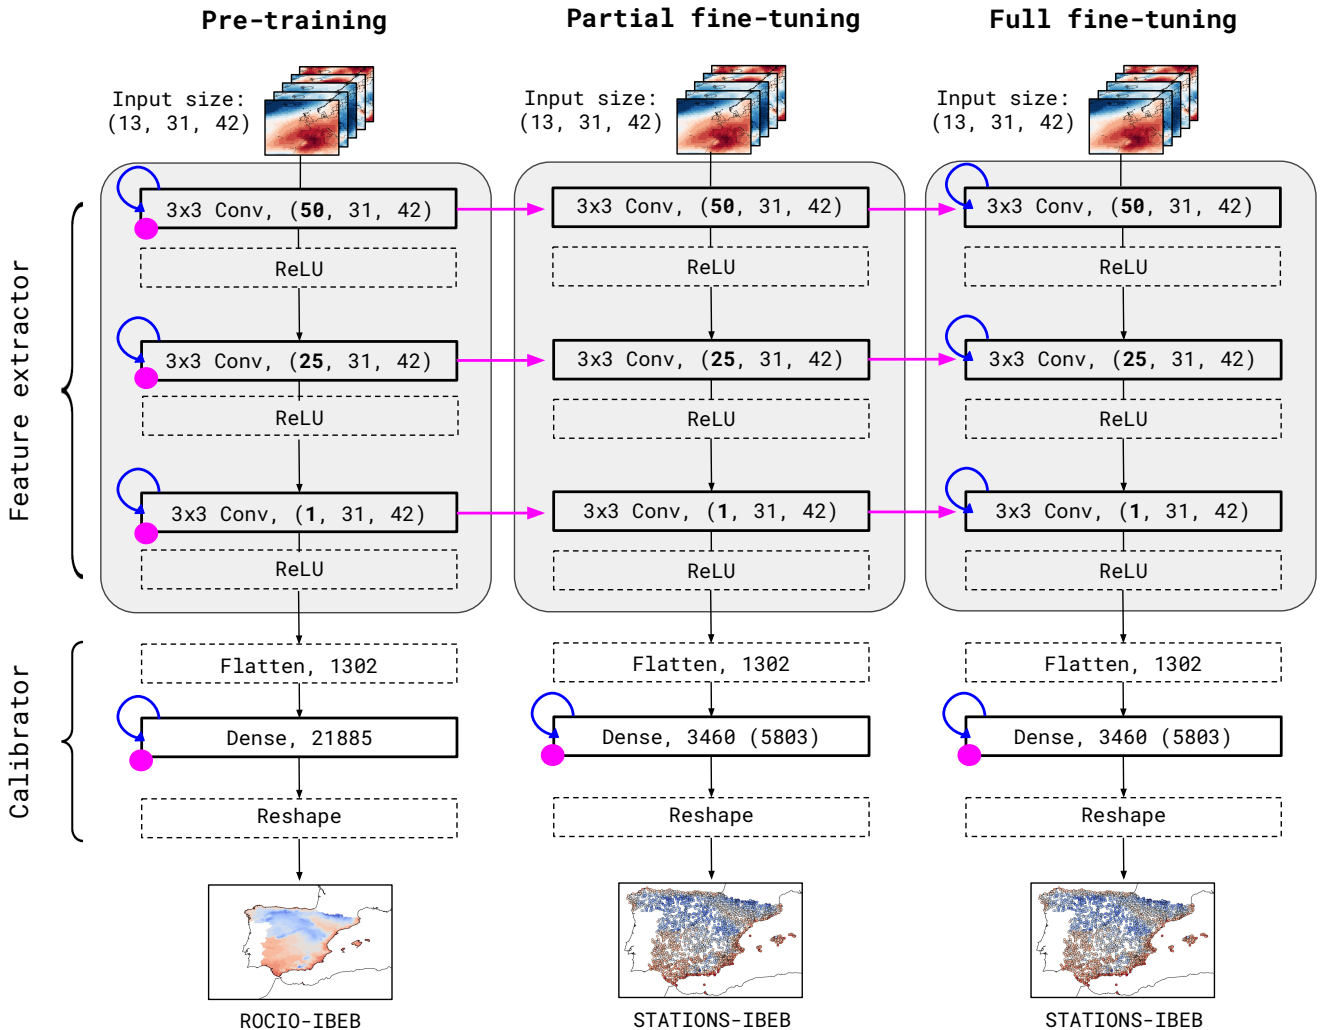 Pre-training
Partial fine-tuning
Full fine-tuning
Input size:
(13, 31, 42)
Input size:
(13, 31, 42)
Input size:
(13, 31, 42)
Feature extractor
3x3 Conv, (50, 31, 42)
3x3 Conv, (50, 31, 42)
3x3 Conv, (50, 31, 42)
ReLU
ReLU
ReLU
3x3 Conv, (25, 31, 42)
3x3 Conv, (25, 31, 42)
3x3 Conv, (25, 31, 42)
ReLU
ReLU
ReLU
3x3 Conv, (1, 31, 42)
3x3 Conv, (1, 31, 42)
3x3 Conv, (1, 31, 42)
ReLU
ReLU
ReLU
Calibrator
Flatten, 1302
Flatten, 1302
Flatten, 1302
Dense, 21885
Dense, 3460 (5803)
Dense, 3460 (5803)
Reshape
Reshape
Reshape
ROCIO-IBEB
STATIONS-IBEB
STATIONS-IBEB